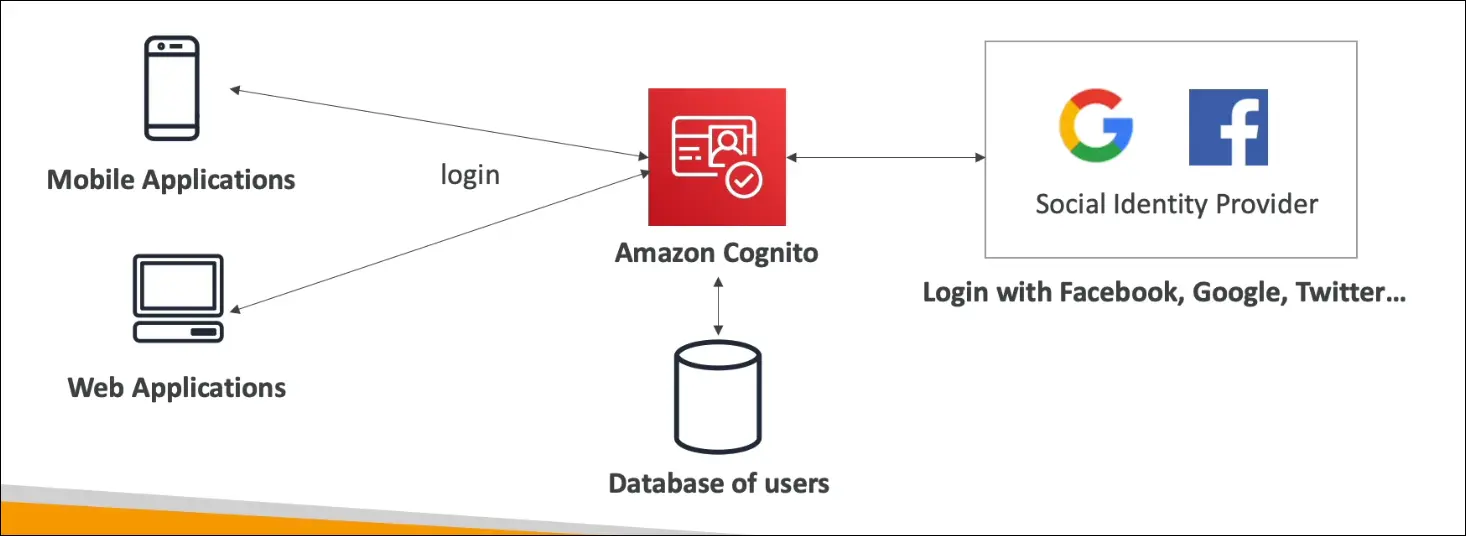 Mobile Applications
login
Amazon Cognito
Social Identity Provider
Login with Facebook, Google, Twitter...
Web Applications
Database of users